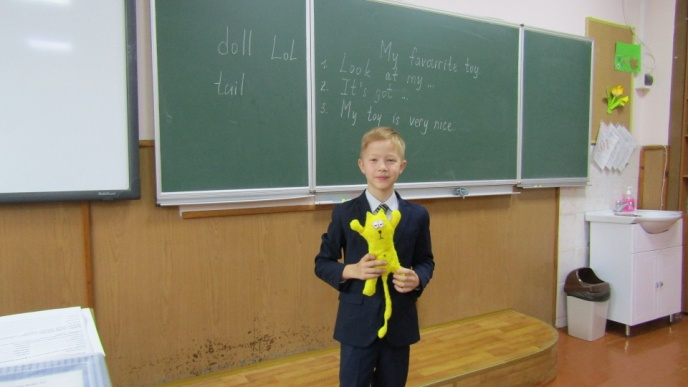 doll LoL
tail
My favourite toy
1. Look at my ...
2. It's got ...
3. My toy is very nice.